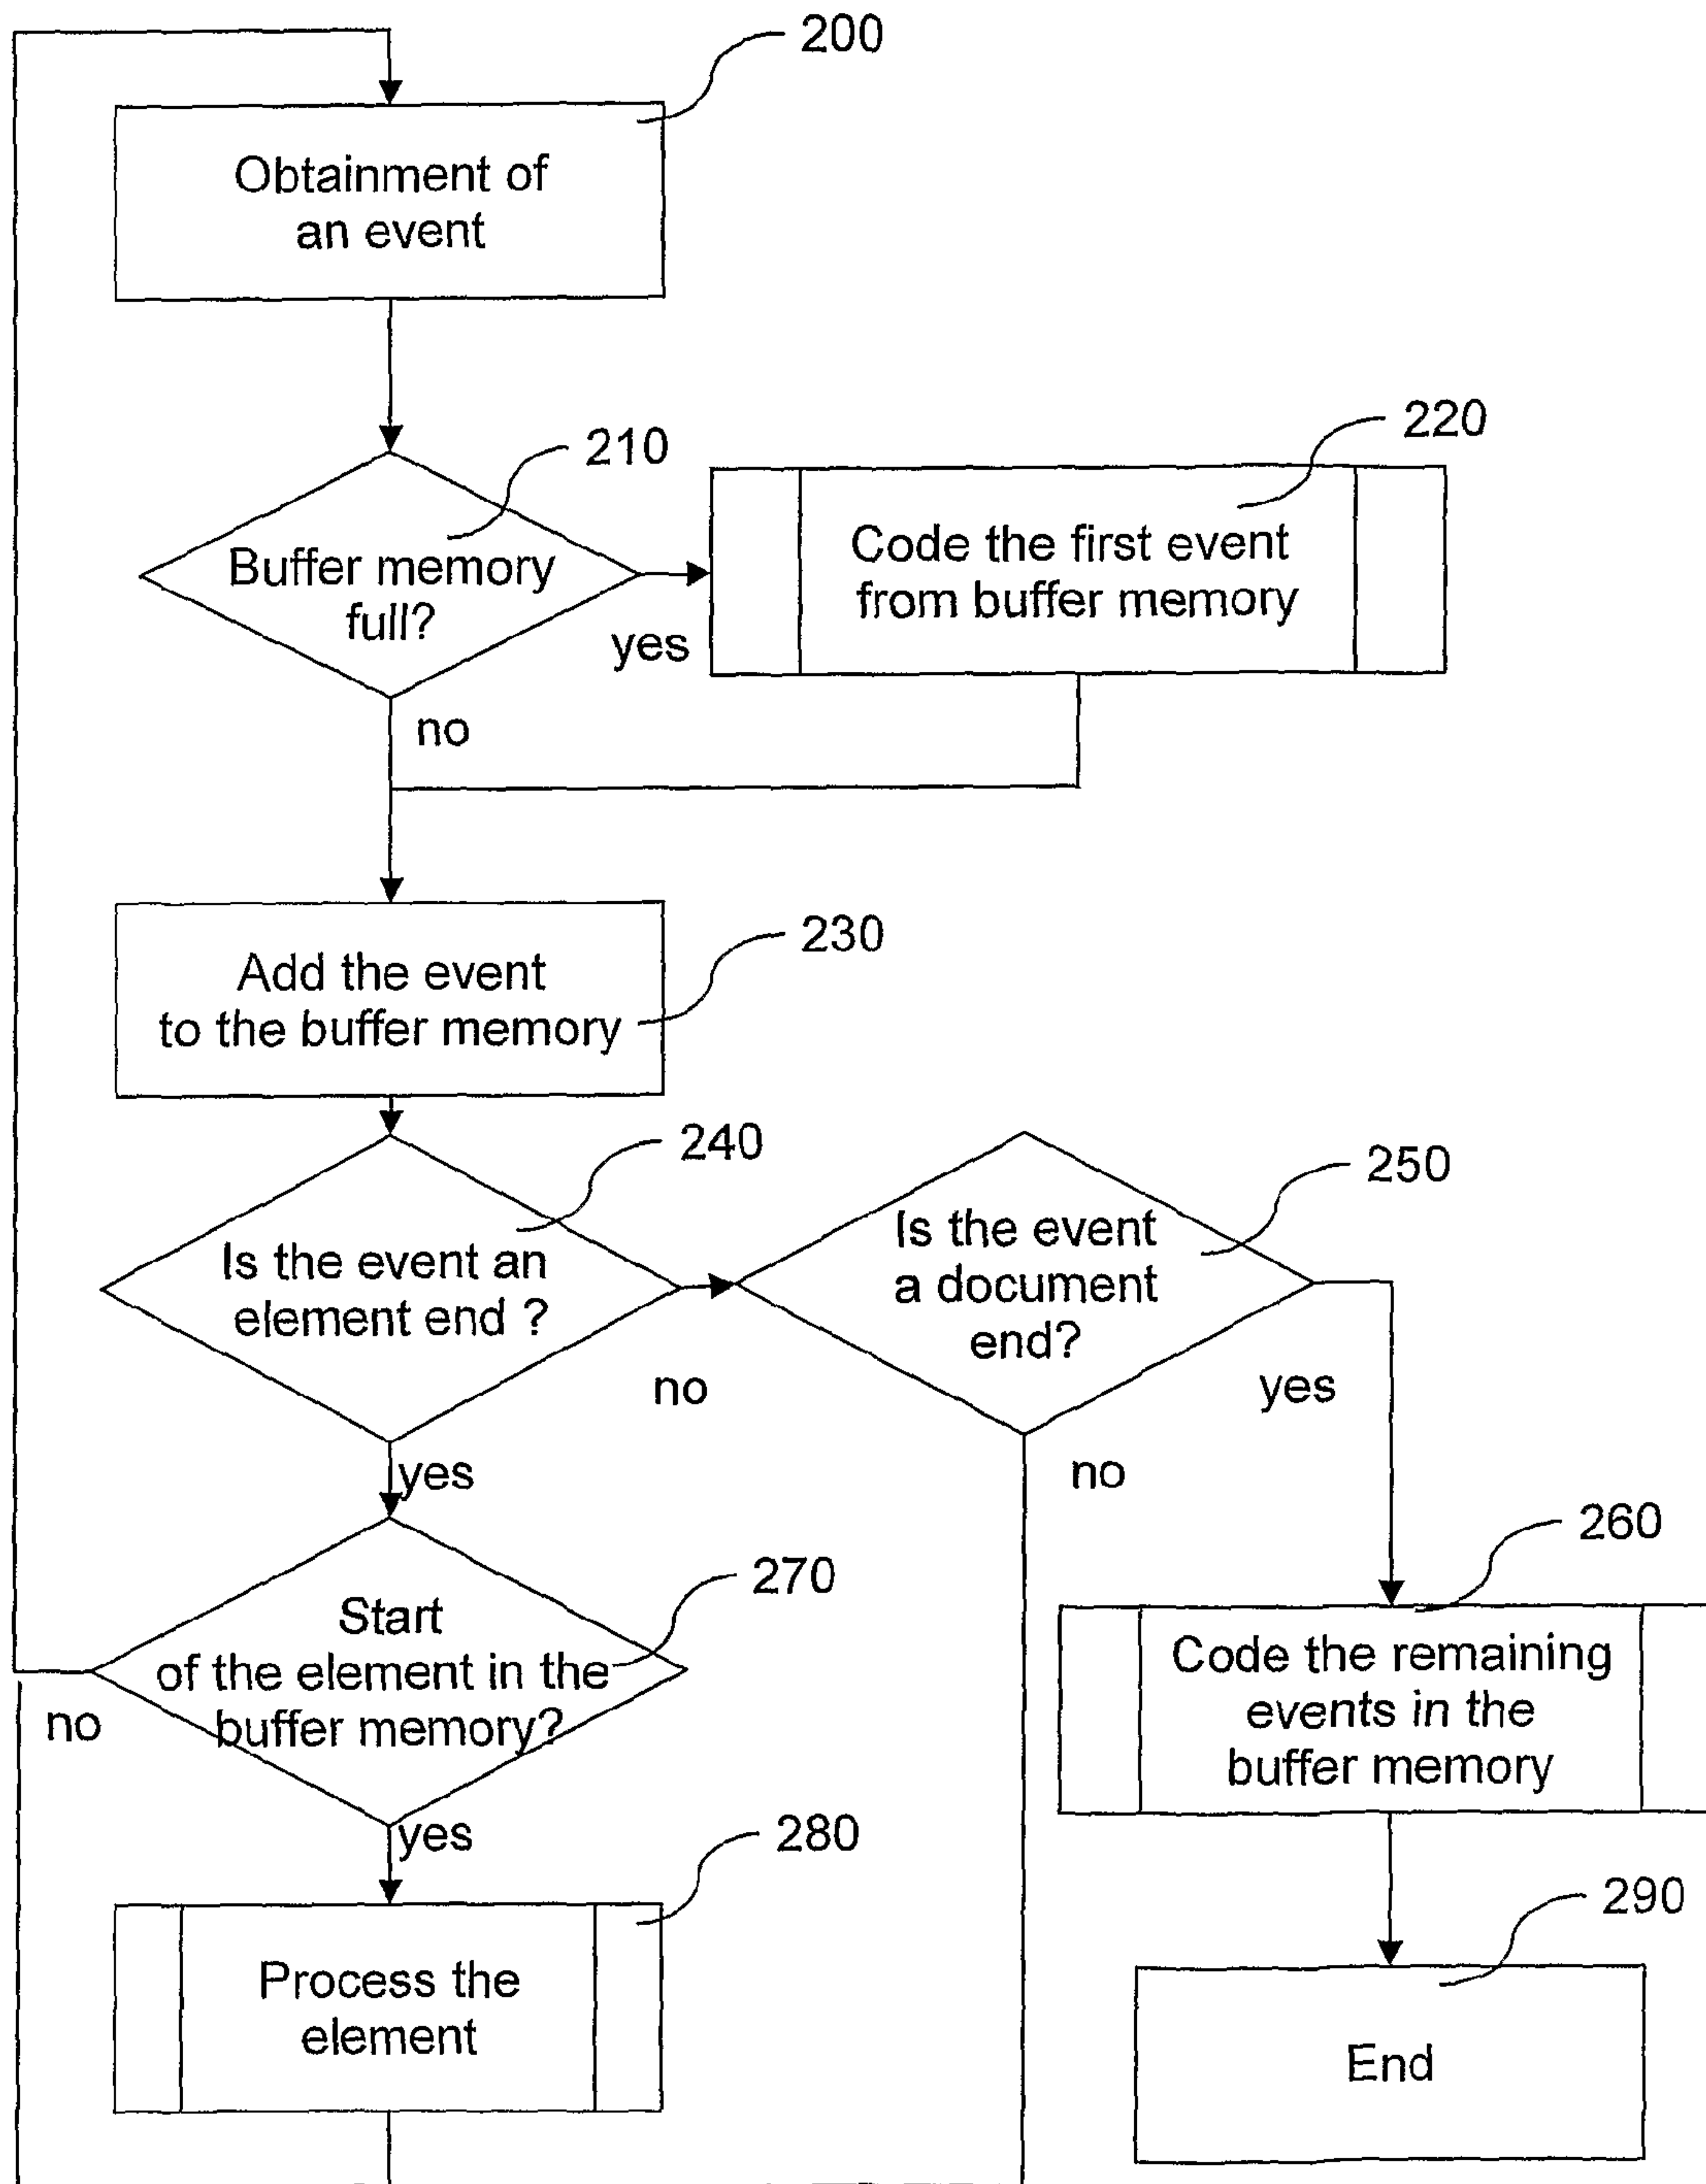 200
Obtainment of
an event
210
Buffer memory
full?
yes
no
220
Code the first event
from buffer memory
230
Add the event
to the buffer memory
240
Is the event an
element end ?
no
yes
250
Is the event
a document
end?
yes
no
260
Code the remaining
events in the
buffer memory
270
Start
of the element in the
buffer memory?
no
yes
280
Process the
element
290
End